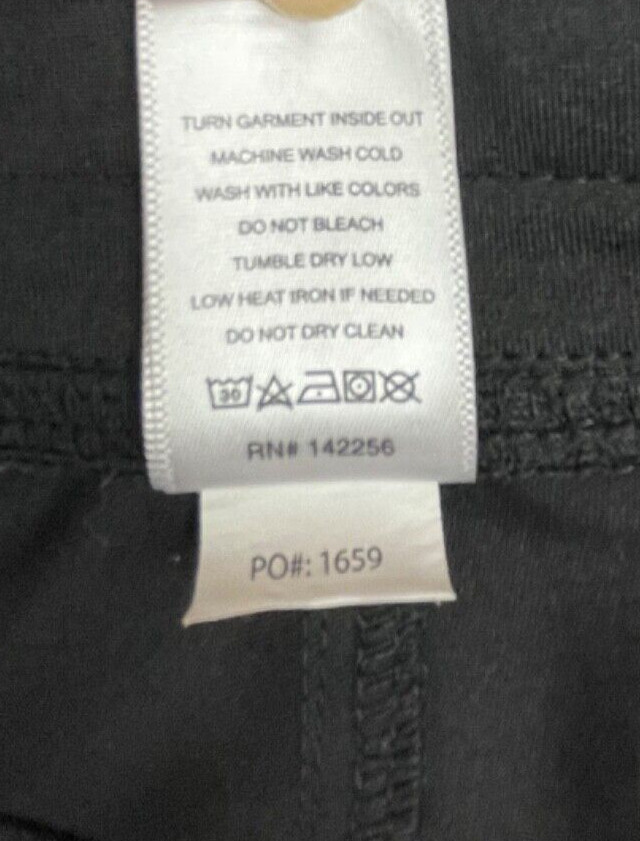 TURN GARMENT INSIDE OUT
MACHINE WASH COLD
WASH WITH LIKE COLORS
DO NOT BLEACH
TUMBLE DRY LOW
LOW HEAT IRON IF NEEDED
DO NOT DRY CLEAN
30
RN# 142256
PO#: 1659